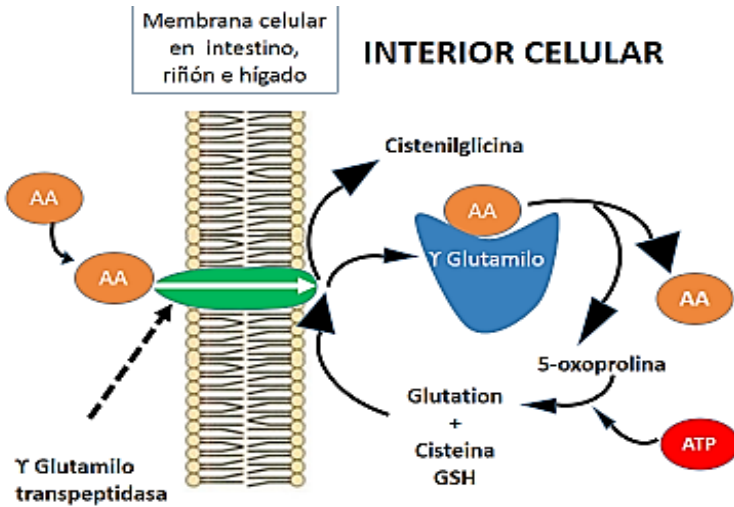 Membrana celular
en intestino,
riñón e hígado
INTERIOR CELULAR
Cistenilglicina
AA
AA
AA
ϒ Glutamilo
AA
5-oxoprolina
Glutation
+
Cisteina
GSH
ATP
ϒ Glutamilo
transpeptidasa